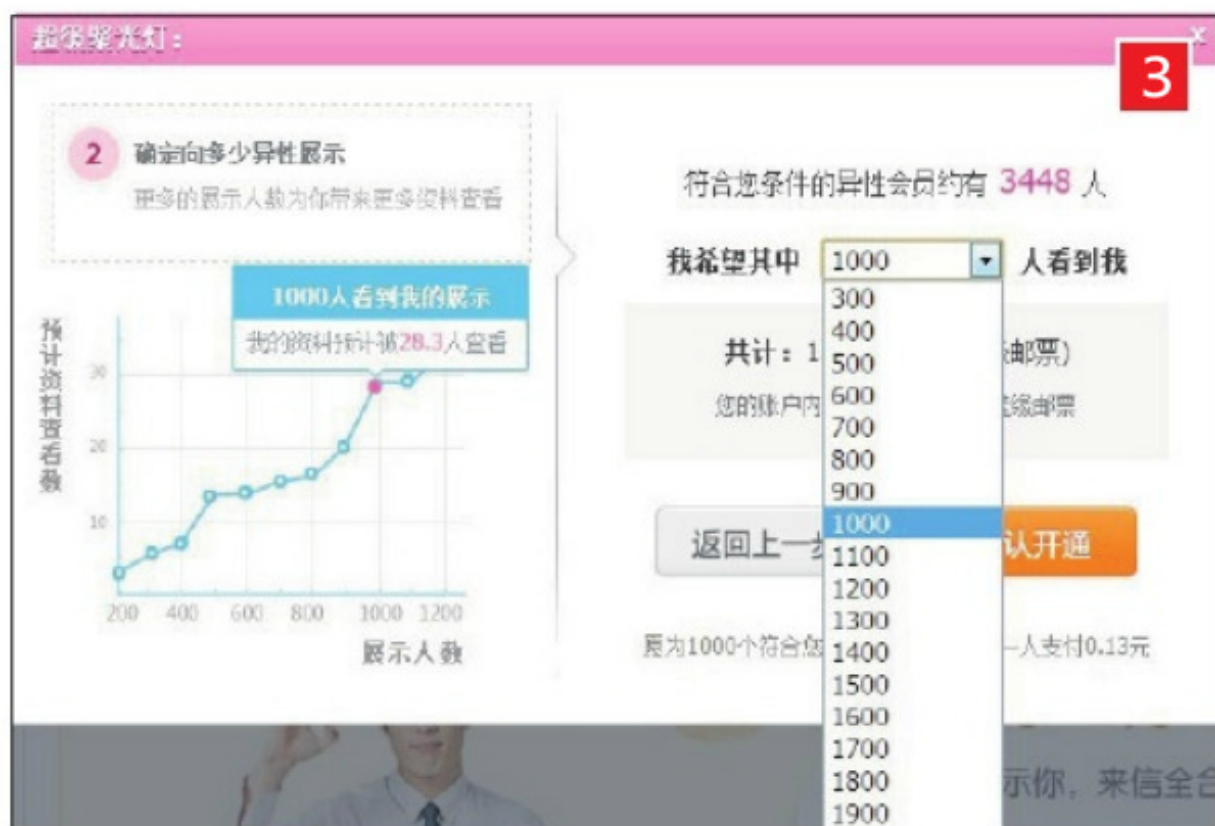 超级聚光灯：
x
3
2 确定向多少异性展示
更多的展示人数为你带来更多资料查看
1000人看到我的展示
我的资料预计被28.3人查看
预计资料查看数
30
20
10
200 400 600 800 1000 1200
展示人数
符合您条件的异性会员约有 3448 人
我希望其中 1000 人看到我
300
400
500
600
700
800
900
1000
1100
1200
1300
1400
1500
1600
1700
1800
1900
共计：1 邮票)
您的账户内 缘邮票
返回上一步 认开通
为1000个符合您 一人支付0.13元
示你，来信全